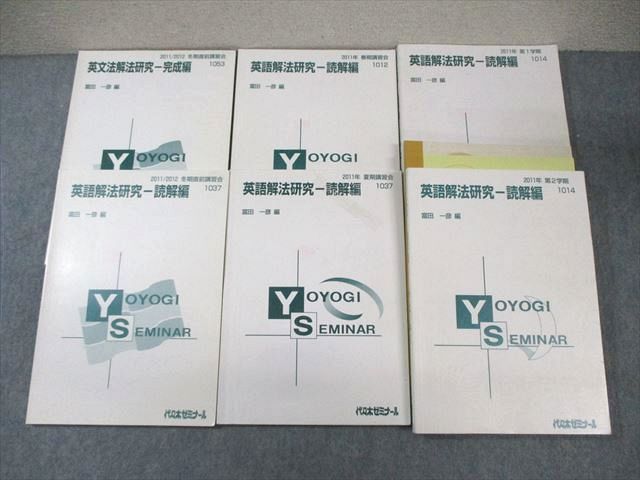 2011/2012 冬期直前講習会
英文法解法研究－完成編
1053
富田 一彦 編
YOYOGI
2011年 春期講習会
英語解法研究－読解編
1012
富田 一彦 編
YOYOGI
2011年 第1学期
英語解法研究－読解編
1014
富田 一彦 編
2011/2012 冬期直前講習会
英語解法研究－読解編
1037
富田 一彦 編
YOYOGI
SEMINAR
代々木ゼミナール
2011年 夏期講習会
英語解法研究－読解編
1037
富田 一彦 編
YOYOGI
SEMINAR
代々木ゼミナール
2011年 第2学期
英語解法研究－読解編
1014
富田 一彦 編
YOYOGI
SEMINAR
代々木ゼミナール